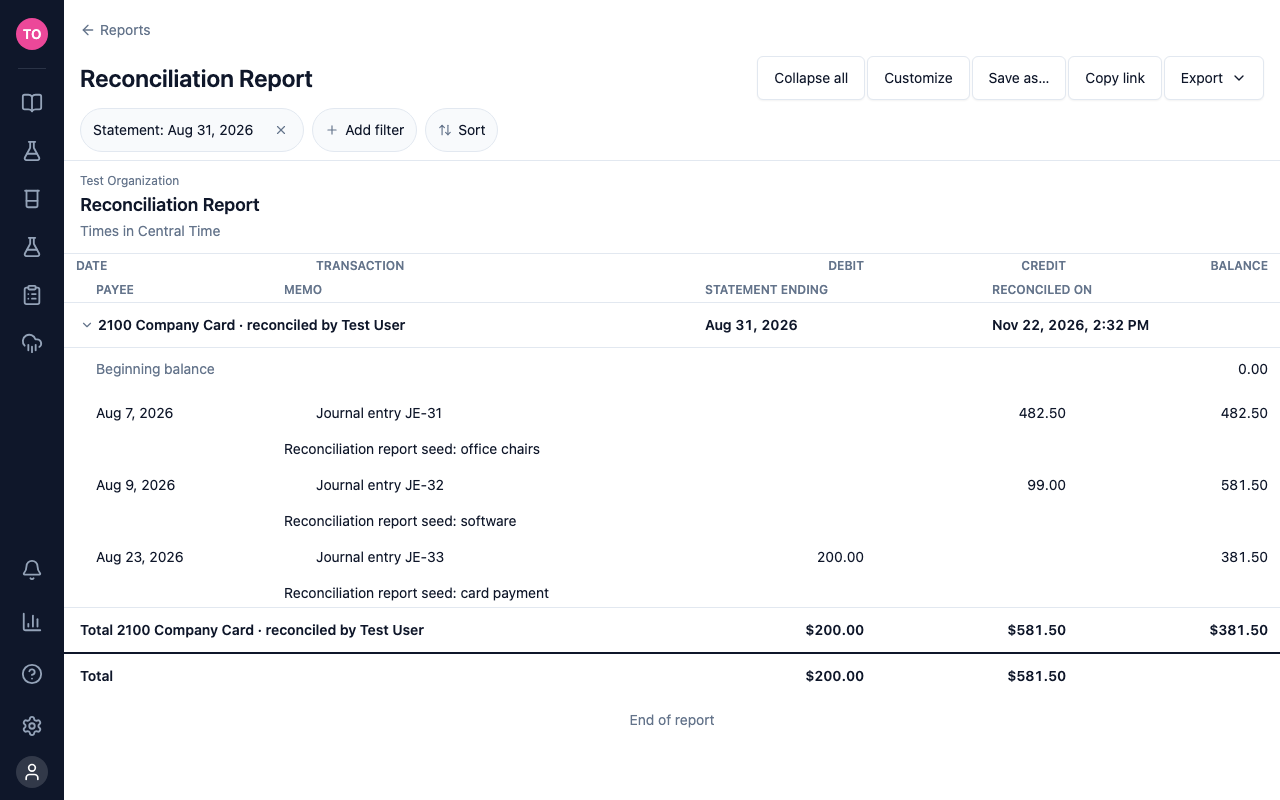 TO
Reports
Reconciliation Report
Collapse all
Customize
Save as...
Copy link
Export
Statement: Aug 31, 2026
Add filter
Sort
Test Organization
Reconciliation Report
Times in Central Time
DATE TRANSACTION DEBIT CREDIT BALANCE
PAYEE MEMO STATEMENT ENDING RECONCILED ON
2100 Company Card · reconciled by Test User Aug 31, 2026 Nov 22, 2026, 2:32 PM
Beginning balance 0.00
Aug 7, 2026 Journal entry JE-31 482.50 482.50
Reconciliation report seed: office chairs
Aug 9, 2026 Journal entry JE-32 99.00 581.50
Reconciliation report seed: software
Aug 23, 2026 Journal entry JE-33 200.00 381.50
Reconciliation report seed: card payment
Total 2100 Company Card · reconciled by Test User $200.00 $581.50 $381.50
Total $200.00 $581.50
End of report